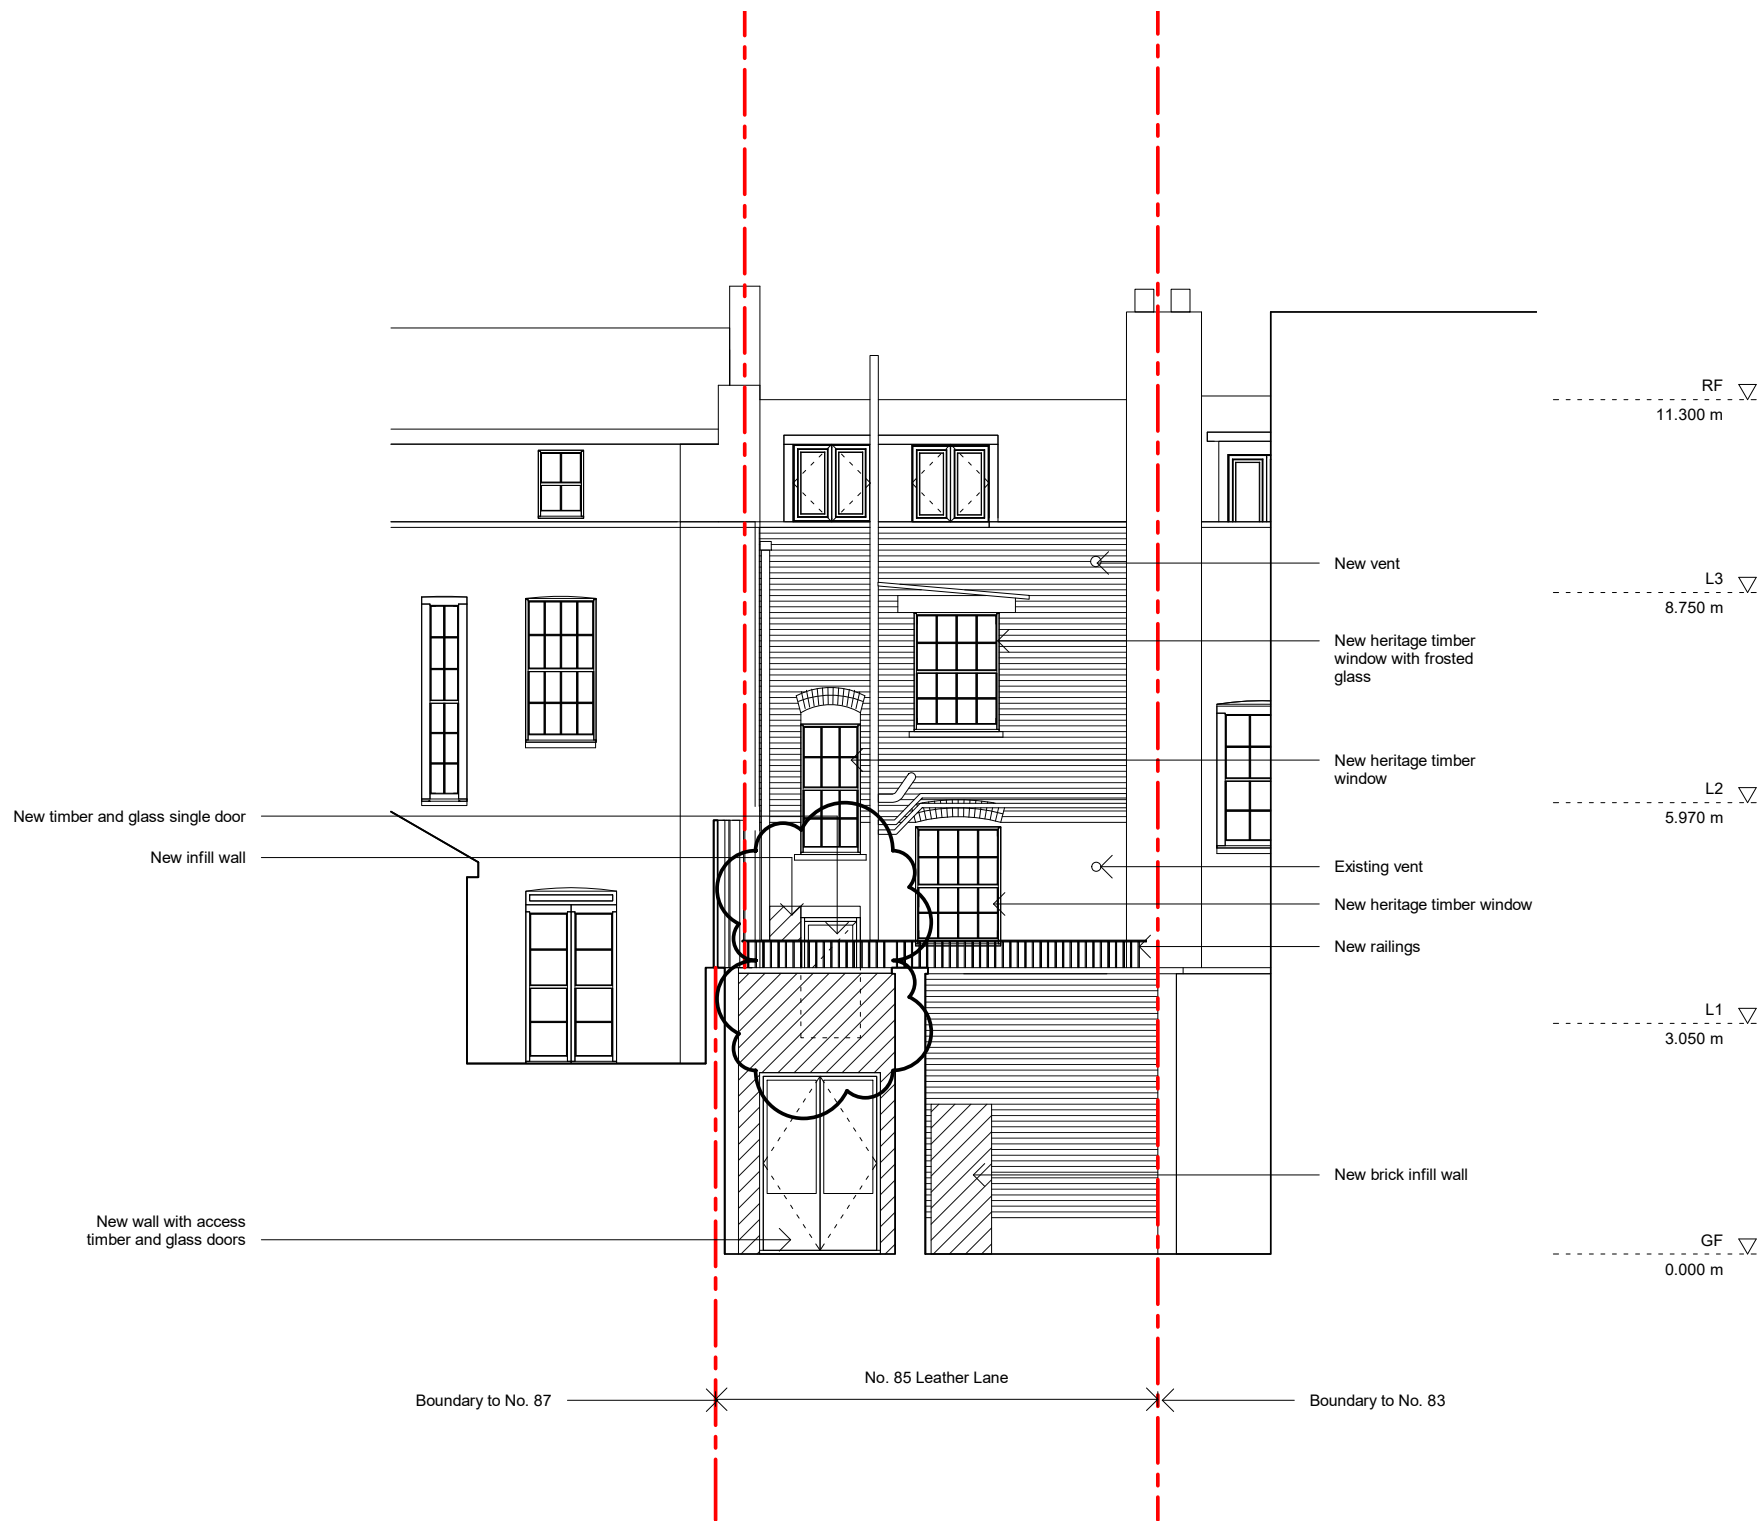 RF
11.300 m
New vent
L3
8.750 m
New heritage timber
window with frosted
glass
New heritage timber
window
L2
5.970 m
New timber and glass single door
New infill wall
Existing vent
New heritage timber window
New railings
L1
3.050 m
New brick infill wall
New wall with access
timber and glass doors
GF
0.000 m
No. 85 Leather Lane
Boundary to No. 87
Boundary to No. 83